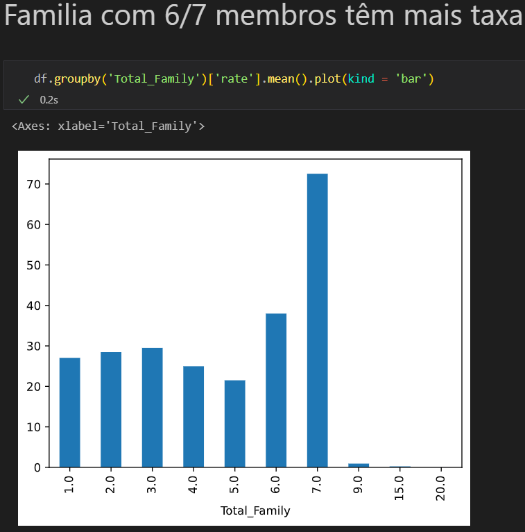 Familia com 6/7 membros têm mais taxa
df.groupby('Total_Family')['rate'].mean().plot(kind = 'bar')
✓ 0.2s
<Axes: xlabel='Total_Family'>
70
60
50
40
30
20
10
0
1.0 2.0 3.0 4.0 5.0 6.0 7.0 9.0 15.0 20.0
Total_Family